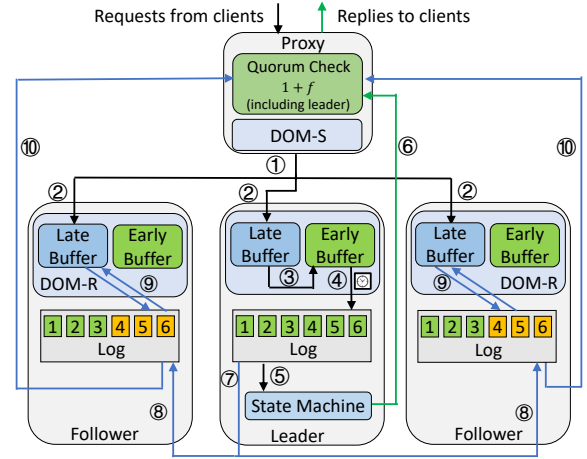 Requests from clients
Replies to clients
Proxy
Quorum Check
1 + f
(including leader)
DOM-S
①
⑥
⑩
⑩
②
②
②
Late
Buffer
Early
Buffer
⑨
DOM-R
1 2 3 4 5 6
Log
⑧
Follower
Late
Buffer
Early
Buffer
③
④
1 2 3 4 5 6
Log
⑦
⑤
State Machine
Leader
Late
Buffer
Early
Buffer
⑨
DOM-R
1 2 3 4 5 6
Log
⑧
Follower